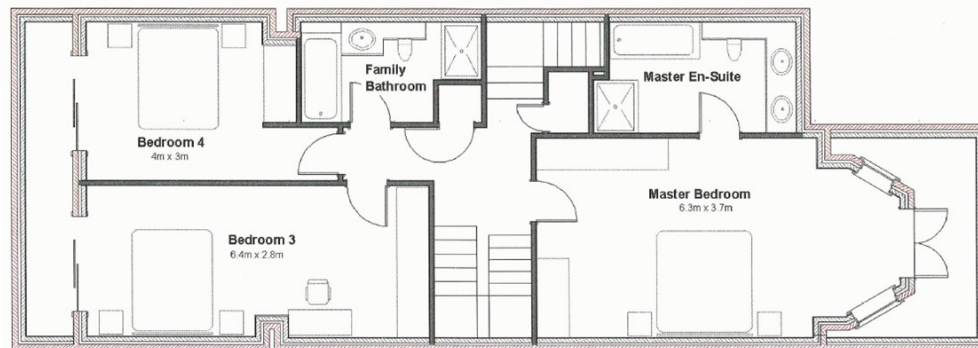 Family
Bathroom
Master En-Suite
Bedroom 4
4m x 3m
Master Bedroom
6.3m x 3.7m
Bedroom 3
6.4m x 2.8m